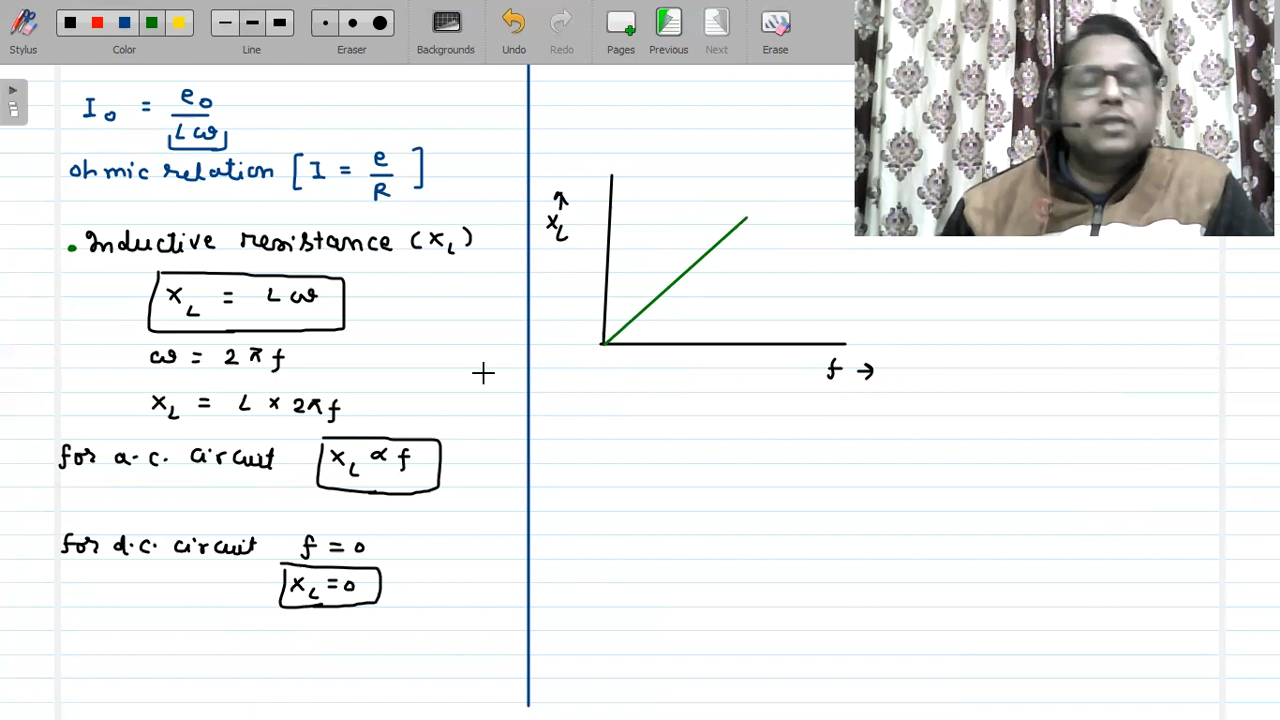 Stylus Color Line Eraser Backgrounds Undo Redo Pages Previous Next Erase
I₀ = e₀ / Lω
ohmic relation [I = e/R]
• Inductive resistance (X_L)
X_L = Lω
ω = 2πf
X_L = L × 2πf
for a.c. circuit X_L ∝ f
for d.c. circuit f = 0
X_L = 0
↑
X_L
f →